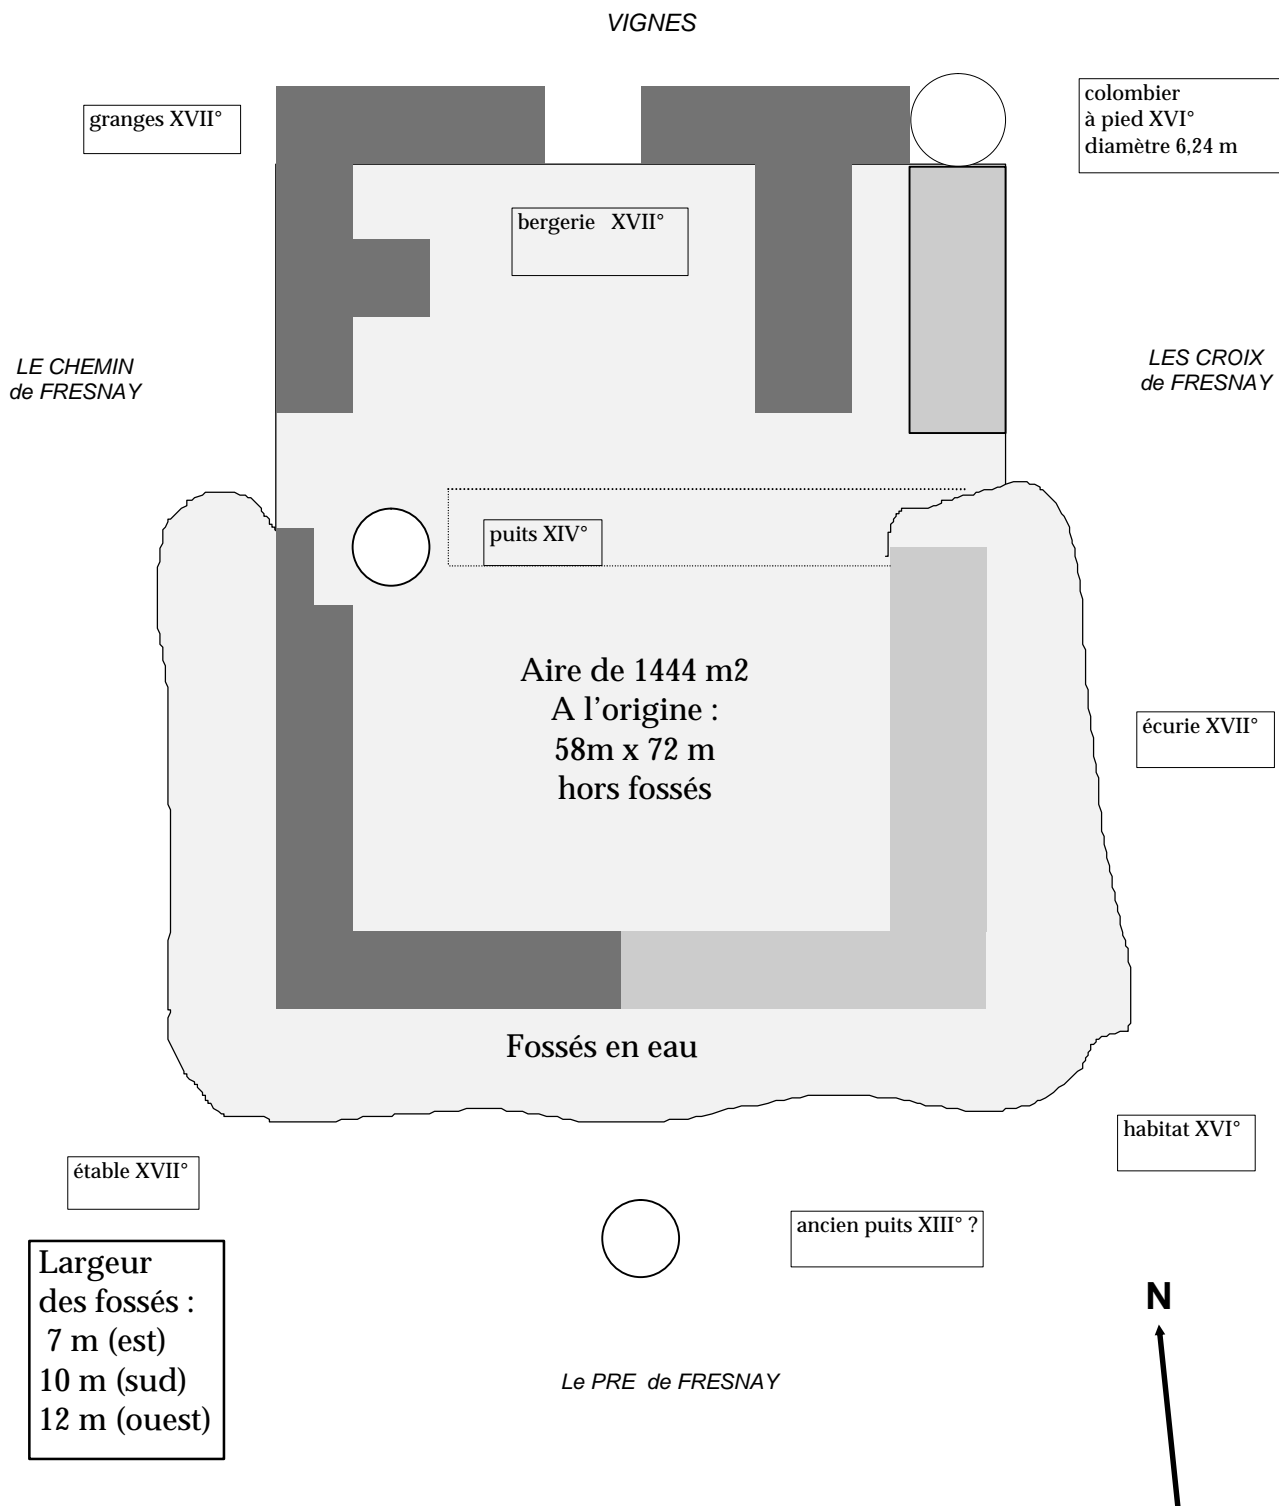 VIGNES
granges XVII°
colombier
à pied XVI°
diamètre 6,24 m
bergerie XVII°
LE CHEMIN
de FRESNAY
LES CROIX
de FRESNAY
puits XIV°
Aire de 1444 m2
A l’origine :
58m x 72 m
hors fossés
écurie XVII°
Fossés en eau
habitat XVI°
étable XVII°
ancien puits XIII° ?
Largeur
des fossés :
7 m (est)
10 m (sud)
12 m (ouest)
N
Le PRE de FRESNAY